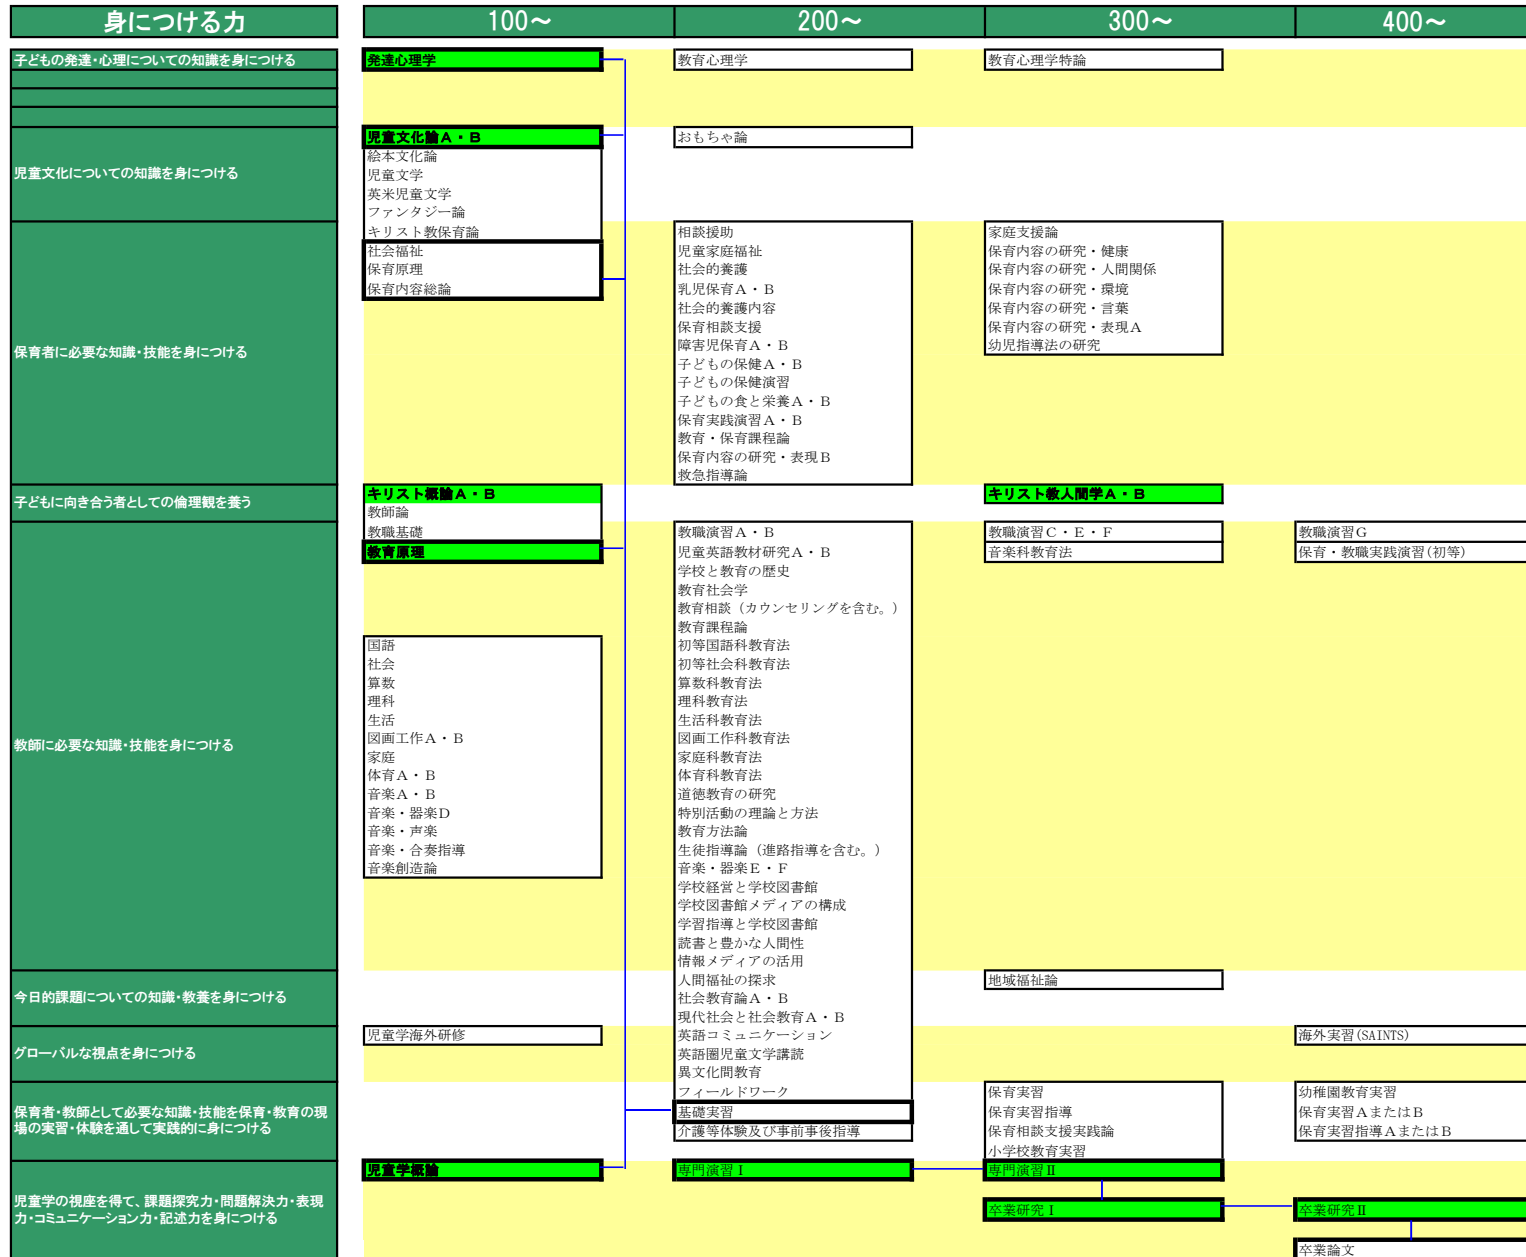 身につける力
100～
200～
300～
400～
子どもの発達・心理についての知識を身につける
発達心理学
教育心理学
教育心理学特論
児童文化についての知識を身につける
児童文化論Ａ・Ｂ
絵本文化論
児童文学
英米児童文学
ファンタジー論
おもちゃ論
保育者に必要な知識・技能を身につける
キリスト教保育論
社会福祉
保育原理
保育内容総論
相談援助
児童家庭福祉
社会的養護
乳児保育Ａ・Ｂ
社会的養護内容
保育相談支援
障害児保育Ａ・Ｂ
子どもの保健Ａ・Ｂ
子どもの保健演習
子どもの食と栄養Ａ・Ｂ
保育実践演習Ａ・Ｂ
教育・保育課程論
保育内容の研究・表現Ｂ
救急指導論
家庭支援論
保育内容の研究・健康
保育内容の研究・人間関係
保育内容の研究・環境
保育内容の研究・言葉
保育内容の研究・表現Ａ
幼児指導法の研究
子どもに向き合う者としての倫理観を養う
キリスト概論Ａ・Ｂ
教師論
キリスト教人間学Ａ・Ｂ
教師に必要な知識・技能を身につける
教職基礎
教育原理
国語
社会
算数
理科
生活
図画工作Ａ・Ｂ
家庭
体育Ａ・Ｂ
音楽Ａ・Ｂ
音楽・器楽Ｄ
音楽・声楽
音楽・合奏指導
音楽創造論
教職演習Ａ・Ｂ
児童英語教材研究Ａ・Ｂ
学校と教育の歴史
教育社会学
教育相談（カウンセリングを含む。）
教育課程論
初等国語科教育法
初等社会科教育法
算数科教育法
理科教育法
生活科教育法
図画工作科教育法
家庭科教育法
体育科教育法
道徳教育の研究
特別活動の理論と方法
教育方法論
生徒指導論（進路指導を含む。）
音楽・器楽Ｅ・Ｆ
学校経営と学校図書館
学校図書館メディアの構成
学習指導と学校図書館
読書と豊かな人間性
情報メディアの活用
教職演習Ｃ・Ｅ・Ｆ
音楽科教育法
教職演習Ｇ
保育・教職実践演習(初等)
今日的課題についての知識・教養を身につける
人間福祉の探求
社会教育論Ａ・Ｂ
現代社会と社会教育Ａ・Ｂ
地域福祉論
グローバルな視点を身につける
児童学海外研修
英語コミュニケーション
英語圏児童文学講読
異文化間教育
海外実習(SAINTS)
保育者・教師として必要な知識・技能を保育・教育の現
場の実習・体験を通して実践的に身につける
フィールドワーク
基礎実習
介護等体験及び事前事後指導
保育実習
保育実習指導
保育相談支援実践論
小学校教育実習
幼稚園教育実習
保育実習ＡまたはＢ
保育実習指導ＡまたはＢ
児童学の視座を得て、課題探究力・問題解決力・表現
力・コミュニケーション力・記述力を身につける
児童学概論
専門演習Ⅰ
専門演習Ⅱ
卒業研究Ⅰ
卒業研究Ⅱ
卒業論文